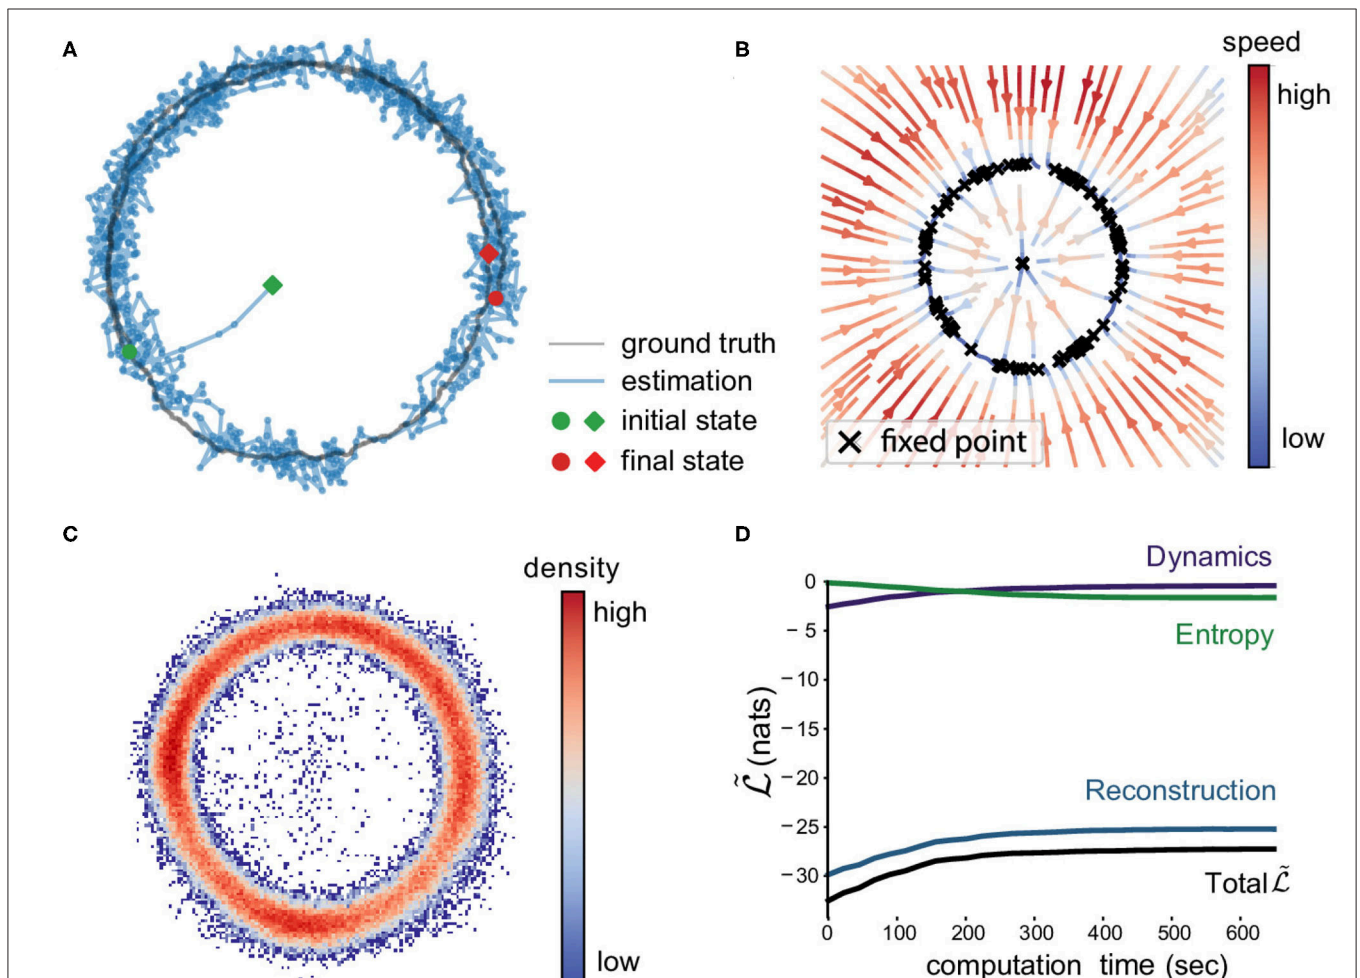 A
ground truth
estimation
initial state
final state
B
speed
high
low
fixed point
C
density
high
low
D
Dynamics
Entropy
Reconstruction
Total ℒ̃
ℒ̃ (nats)
0
−5
−10
−15
−20
−25
−30
0 100 200 300 400 500 600
computation time (sec)